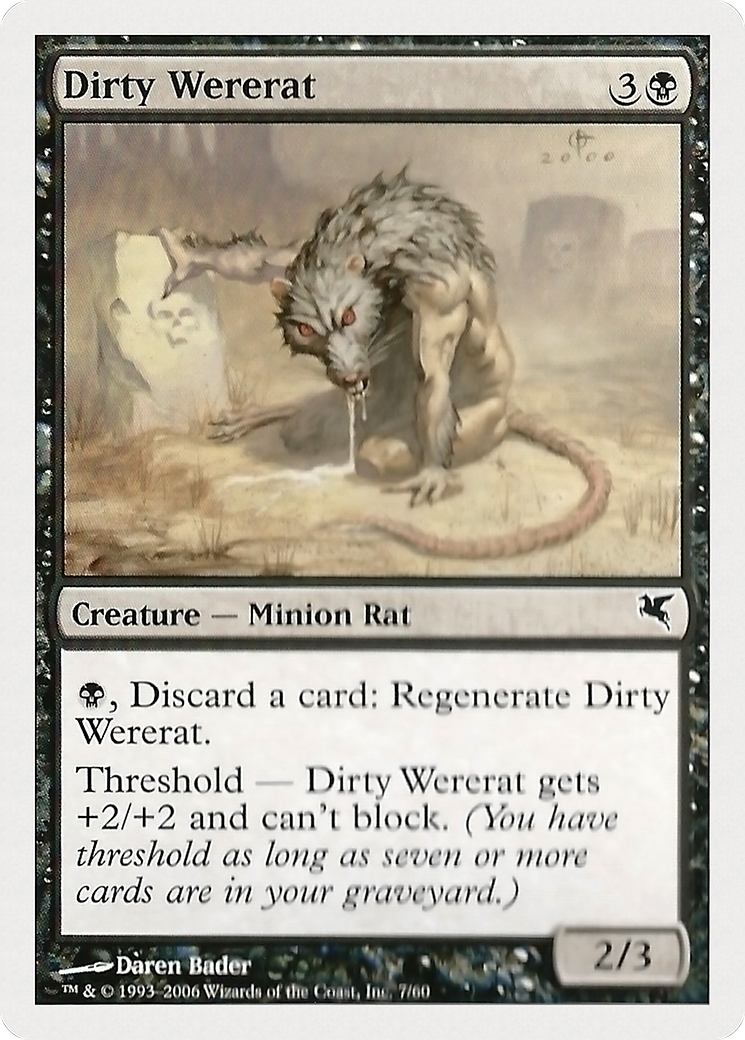 Dirty Wererat 3
2000
Creature — Minion Rat
, Discard a card: Regenerate Dirty
Wererat.
Threshold — Dirty Wererat gets
+2/+2 and can't block. (You have
threshold as long as seven or more
cards are in your graveyard.)
2/3
Daren Bader
™ & © 1993–2006 Wizards of the Coast, Inc. 7/60